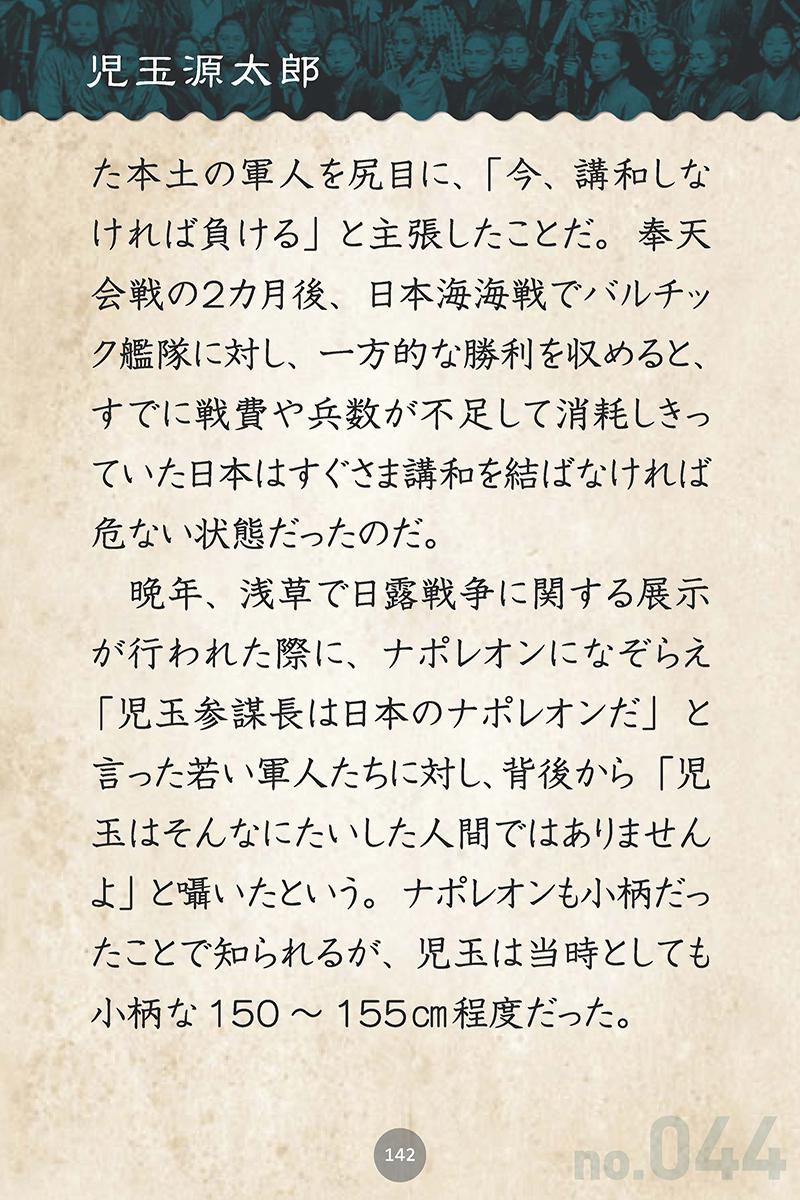 児玉源太郎
た本土の軍人を尻目に、「今、講和しな
ければ負ける」と主張したことだ。奉天
会戦の2カ月後、日本海海戦でバルチッ
ク艦隊に対し、一方的な勝利を収めると、
すでに戦費や兵数が不足して消耗しきっ
ていた日本はすぐさま講和を結ばなければ
危ない状態だったのだ。
　晩年、浅草で日露戦争に関する展示
が行われた際に、ナポレオンになぞらえ
「児玉参謀長は日本のナポレオンだ」と
言った若い軍人たちに対し、背後から「児
玉はそんなにたいした人間ではありません
よ」と囁いたという。ナポレオンも小柄だっ
たことで知られるが、児玉は当時としても
小柄な 150 〜 155㎝程度だった。
142
no.044